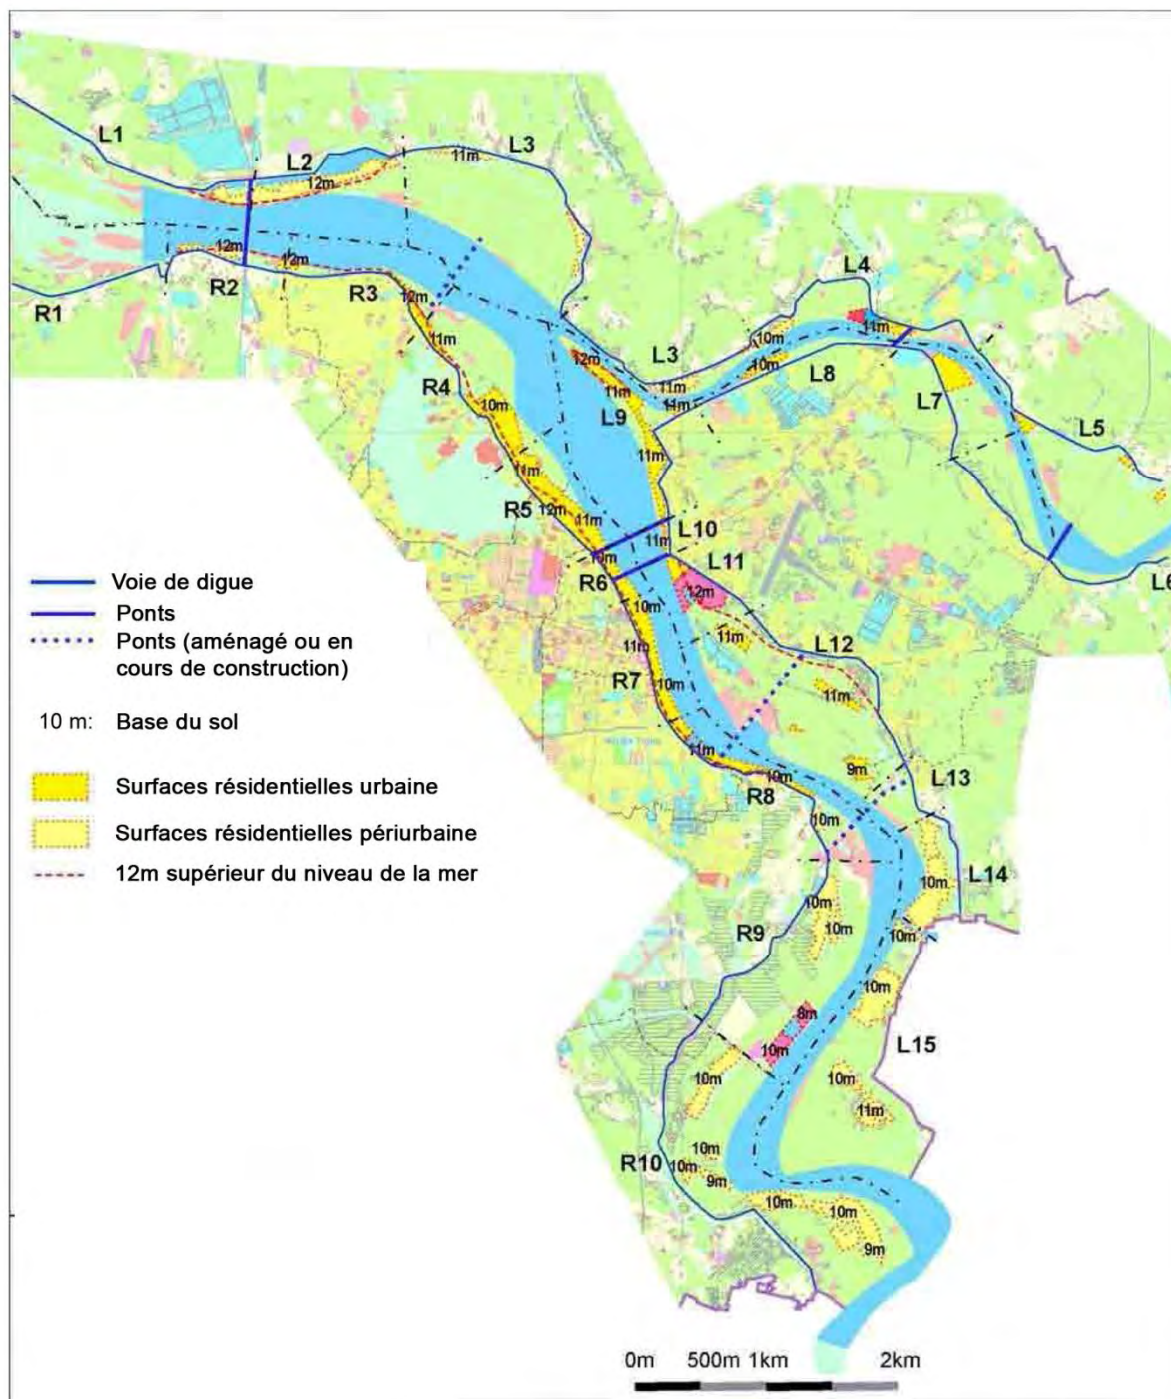 L1
L2
L3
11m
12m
12m
R2
12m
R1
R3
12m
11m
L4
11m
10m
10m
L3
12m
11m
11m
11m
L8
L7
L9
R4
10m
L5
11m
11m
R5
12m
11m
L10
11m
10m
L11
R6
12m
L6
10m
11m
11m
L12
R7
10m
11m
11m
10m
9m
L13
R8
10m
L14
10m
10m
10m
10m
R9
10m
8m
10m
L15
10m
10m
11m
10m
R10
10m
9m
10m
10m
9m
Voie de digue
Ponts
Ponts (aménagé ou en
cours de construction)
10 m: Base du sol
Surfaces résidentielles urbaine
Surfaces résidentielles périurbaine
12m supérieur du niveau de la mer
0m 500m 1km 2km